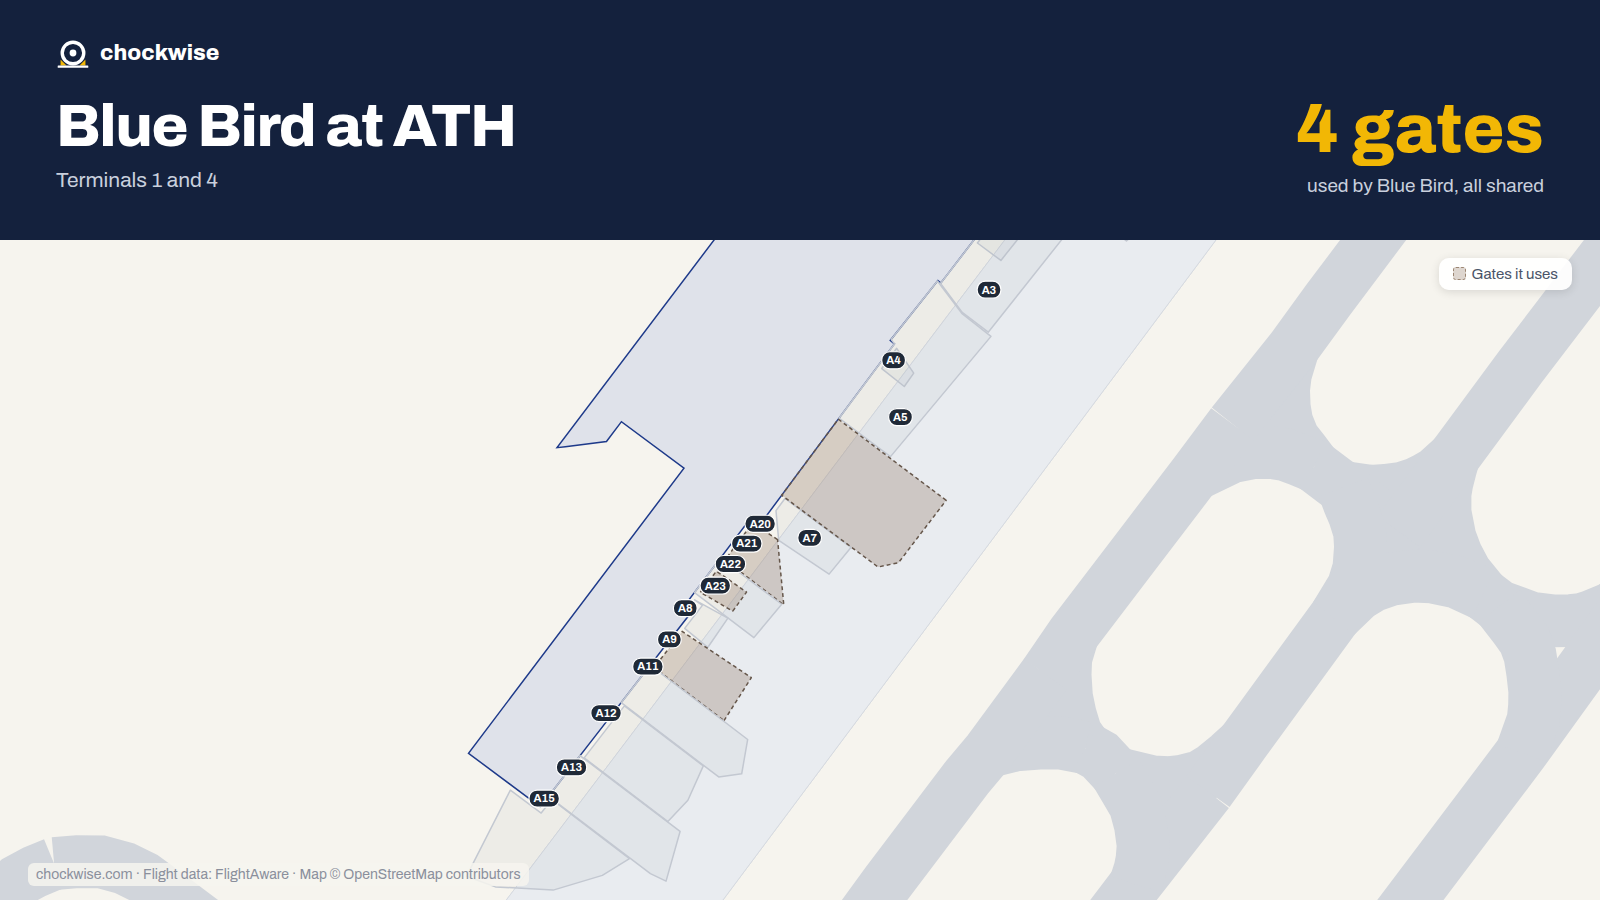 chockwise
Blue Bird at ATH
Terminals 1 and 4
4 gates
used by Blue Bird, all shared
Gates it uses
A3
A4
A5
A20
A21
A7
A22
A23
A8
A9
A11
A12
A13
A15
chockwise.com · Flight data: FlightAware · Map © OpenStreetMap contributors